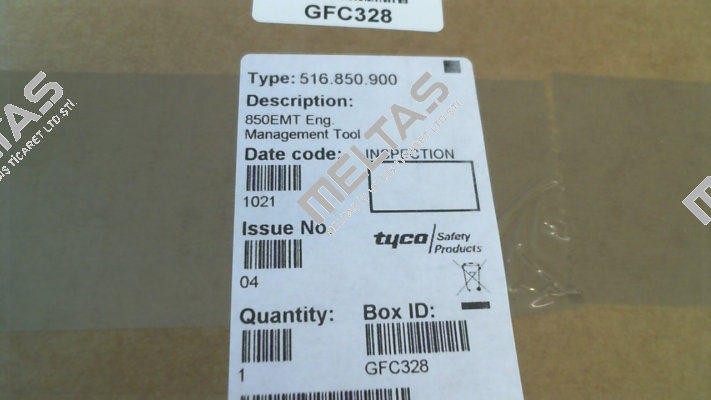 GFC328
Type: 516.850.900
Description:
850EMT Eng.
Management Tool
Date code: INSPECTION
1021
Issue No
tyco Safety
Products
04
Quantity: Box ID:
1 GFC328
MELTAS